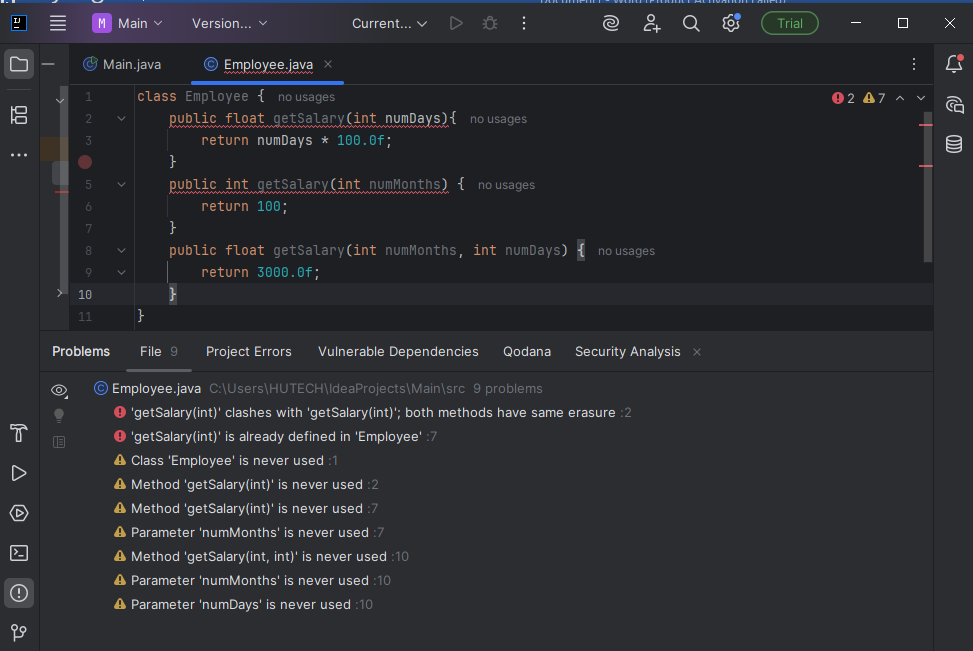 Document1 - Word (Product Activation Failed)
IJ
M Main Version... Current... Trial
Main.java Employee.java
1 class Employee { no usages
2 public float getSalary(int numDays){ no usages
3 return numDays * 100.0f;
}
5 public int getSalary(int numMonths) { no usages
6 return 100;
7 }
8 public float getSalary(int numMonths, int numDays) { no usages
9 return 3000.0f;
10 }
11 }
2 7
Problems File 9 Project Errors Vulnerable Dependencies Qodana Security Analysis
Employee.java C:\Users\HUTECH\IdeaProjects\Main\src 9 problems
'getSalary(int)' clashes with 'getSalary(int)'; both methods have same erasure :2
'getSalary(int)' is already defined in 'Employee' :7
Class 'Employee' is never used :1
Method 'getSalary(int)' is never used :2
Method 'getSalary(int)' is never used :7
Parameter 'numMonths' is never used :7
Method 'getSalary(int, int)' is never used :10
Parameter 'numMonths' is never used :10
Parameter 'numDays' is never used :10